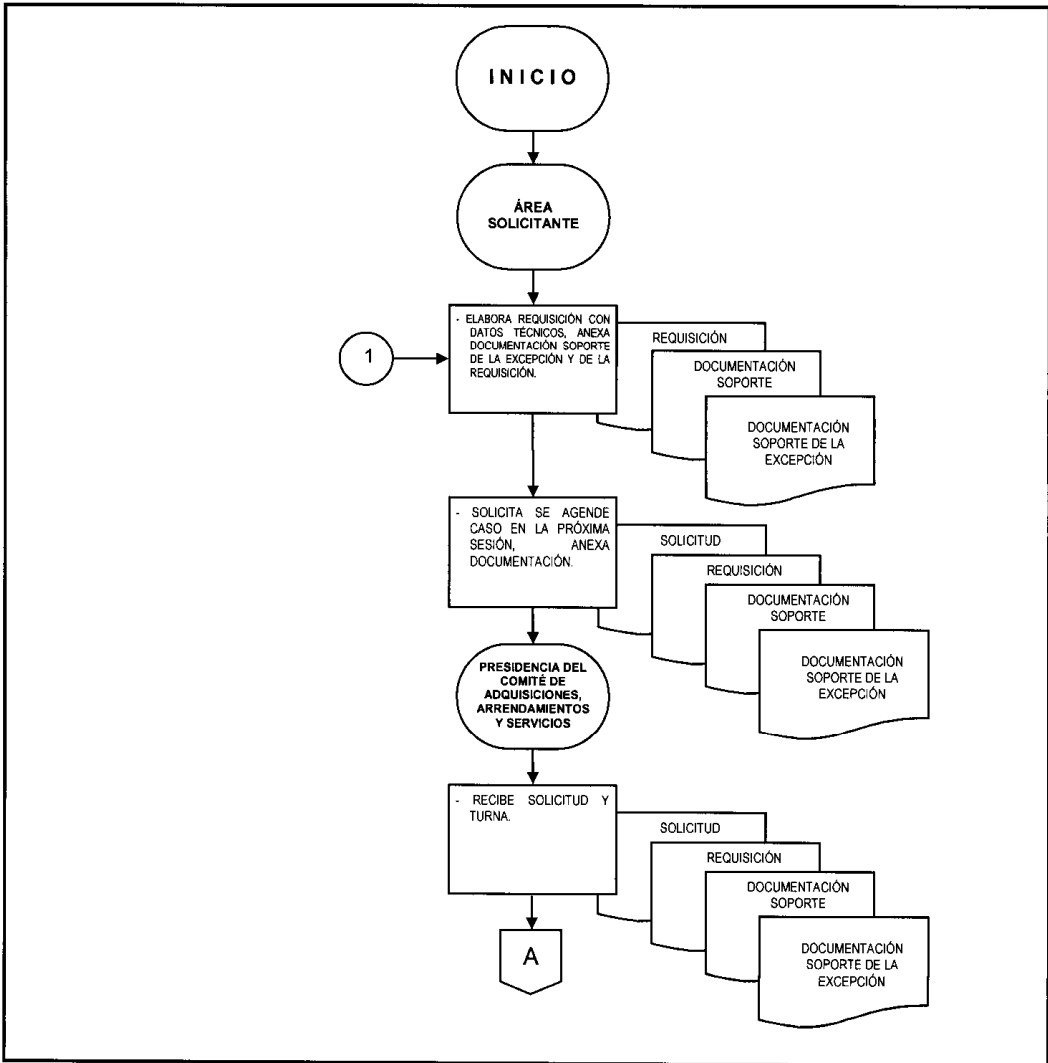 INICIO
ÁREA
SOLICITANTE
- ELABORA REQUISICIÓN CON
DATOS TÉCNICOS, ANEXA
DOCUMENTACIÓN SOPORTE
DE LA EXCEPCIÓN Y DE LA
REQUISICIÓN.
1
REQUISICIÓN
DOCUMENTACIÓN
SOPORTE
DOCUMENTACIÓN
SOPORTE DE LA
EXCEPCIÓN
- SOLICITA SE AGENDE
CASO EN LA PRÓXIMA
SESIÓN, ANEXA
DOCUMENTACIÓN.
SOLICITUD
REQUISICIÓN
DOCUMENTACIÓN
SOPORTE
DOCUMENTACIÓN
SOPORTE DE LA
EXCEPCIÓN
PRESIDENCIA DEL
COMITÉ DE
ADQUISICIONES,
ARRENDAMIENTOS
Y SERVICIOS
- RECIBE SOLICITUD Y
TURNA.
SOLICITUD
REQUISICIÓN
DOCUMENTACIÓN
SOPORTE
DOCUMENTACIÓN
SOPORTE DE LA
EXCEPCIÓN
A